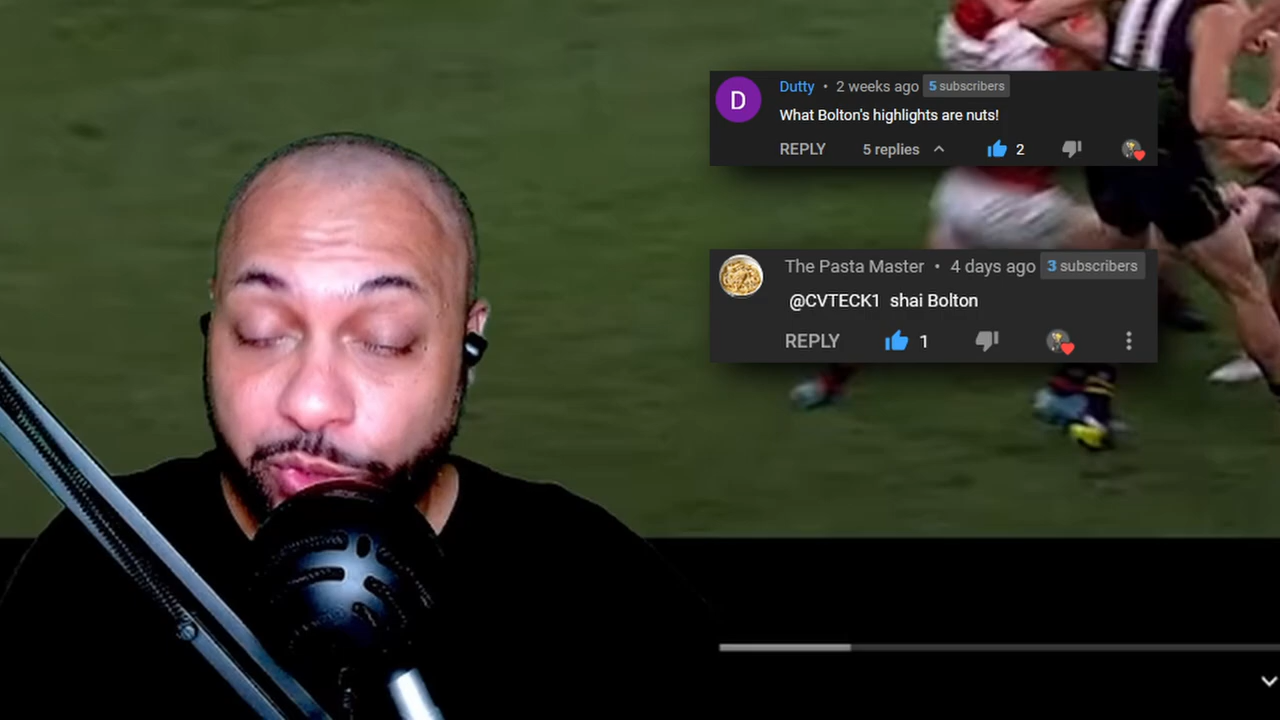 D
Dutty • 2 weeks ago 5 subscribers
What Bolton's highlights are nuts!
REPLY 5 replies 2
The Pasta Master • 4 days ago 3 subscribers
@CVTECK1 shai Bolton
REPLY 1